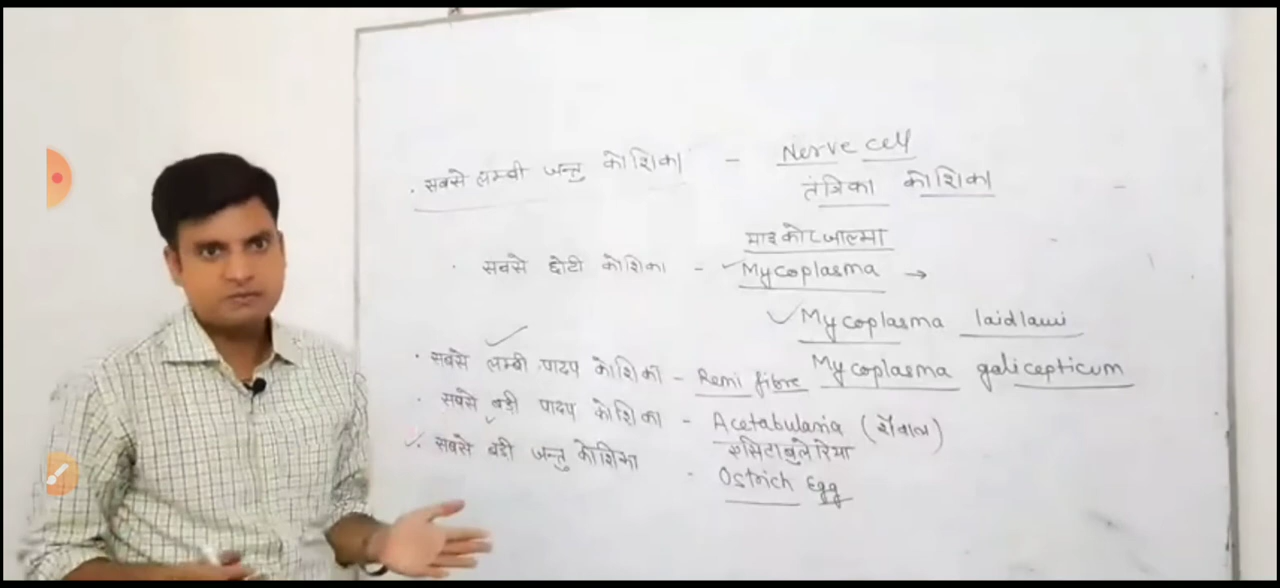 . सबसे लम्बी जन्तु कोशिका - Nerve cell
तंत्रिका कोशिका
माइकोप्लाज्मा
. सबसे छोटी कोशिका - Mycoplasma →
Mycoplasma laidlawi
. सबसे लम्बी पादप कोशिका - Remi fibre Mycoplasma galicepticum
. सबसे बडी पादप कोशिका - Acetabularia (शैवाल)
एसिटाबुलेरिया
. सबसे बडी जन्तु कोशिका - Ostrich Egg